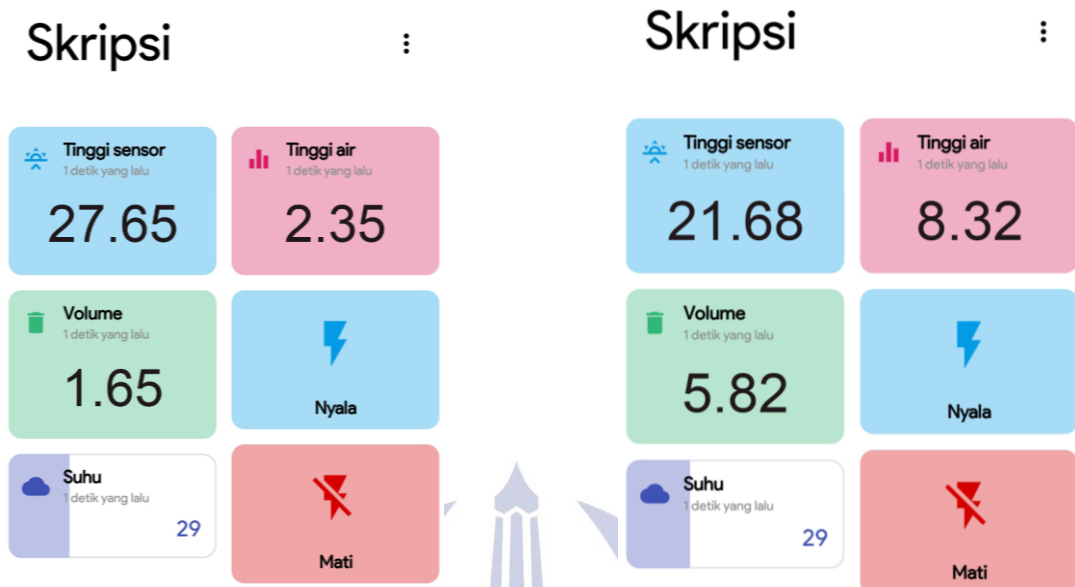 Skripsi
Tinggi sensor
1 detik yang lalu
27.65
Tinggi air
1 detik yang lalu
2.35
Volume
1 detik yang lalu
1.65
Nyala
Suhu
1 detik yang lalu
29
Mati
Skripsi
Tinggi sensor
1 detik yang lalu
21.68
Tinggi air
1 detik yang lalu
8.32
Volume
1 detik yang lalu
5.82
Nyala
Suhu
1 detik yang lalu
29
Mati